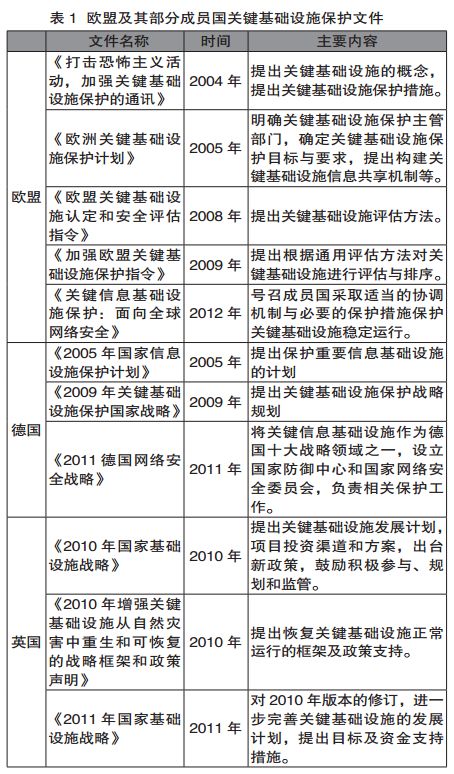 表 1 欧盟及其部分成员国关键基础设施保护文件
文件名称 时间 主要内容
欧盟
《打击恐怖主义活
动，加强关键基础
设施保护的通讯》
2004 年
提出关键基础设施的概念，
提出关键基础设施保护措施。
《欧洲关键基础设
施保护计划》
2005 年
明确关键基础设施保护主管
部门，确定关键基础设施保
护目标与要求，提出构建关
键基础设施信息共享机制等。
《欧盟关键基础设
施认定和安全评估
指令》
2008 年
提出关键基础设施评估方法。
《加强欧盟关键基
础设施保护指令》
2009 年
提出根据通用评估方法对关
键基础设施进行评估与排序。
《关键信息基础设
施保护：面向全球
网络安全》
2012 年
号召成员国采取适当的协调
机制与必要的保护措施保护
关键基础设施稳定运行。
德国
《2005 年国家信息
设施保护计划》
2005 年
提出保护重要信息基础设施
的计划
《2009 年关键基础
设施保护国家战略》
2009 年
提出关键基础设施保护战略
规划
《2011 德国网络安
全战略》
2011 年
将关键信息基础设施作为德
国十大战略领域之一，设立
国家防御中心和国家网络安
全委员会，负责相关保护工
作。
英国
《2010 年国家基础
设施战略》
2010 年
提出关键基础设施发展计划，
项目投资渠道和方案，出台
新政策，鼓励积极参与、规
划和监管。
《2010 年增强关键
基础设施从自然灾
害中重生和可恢复
的战略框架和政策
声明》
2010 年
提出恢复关键基础设施正常
运行的框架及政策支持。
《2011 年国家基础
设施战略》
2011 年
对 2010 年版本的修订，进一
步完善关键基础设施的发展
计划，提出目标及资金支持
措施。